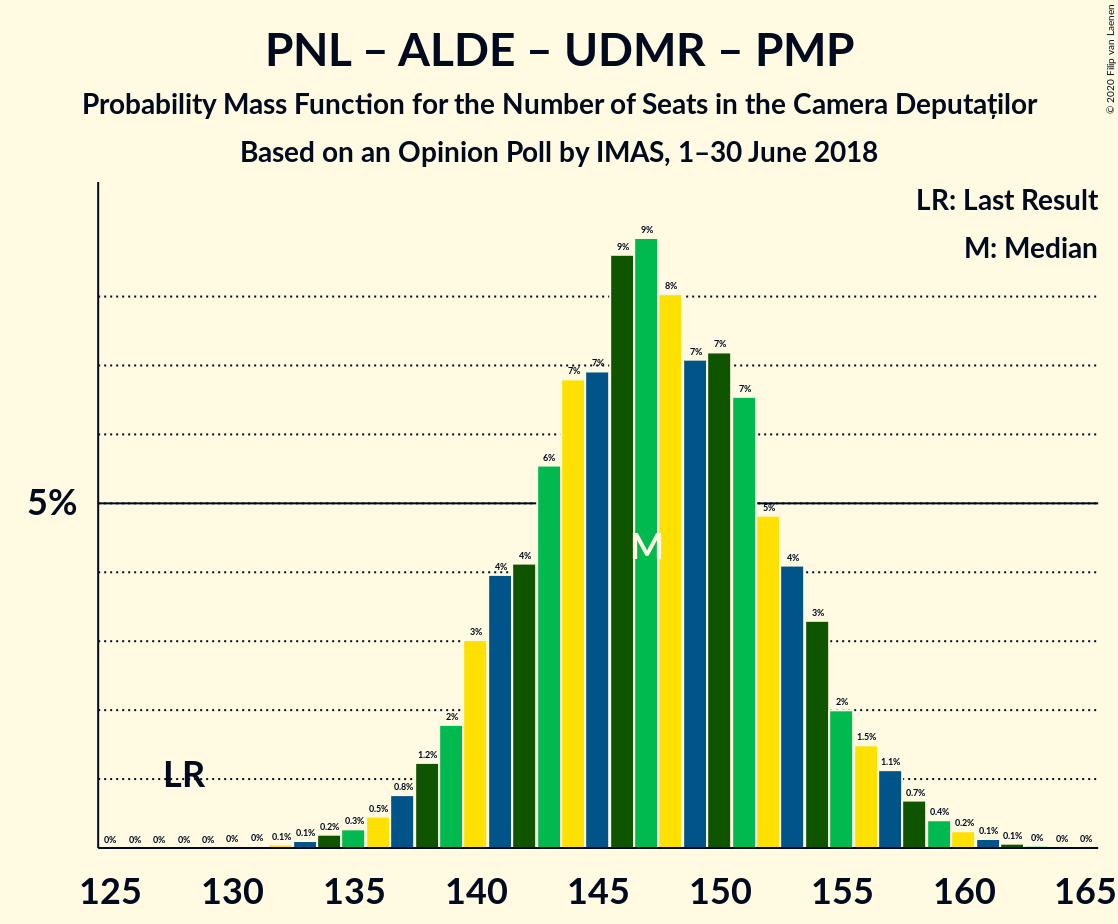 PNL – ALDE – UDMR – PMP
Probability Mass Function for the Number of Seats in the Camera Deputaților
Based on an Opinion Poll by IMAS, 1–30 June 2018
© 2020 Filip van Laenen
LR: Last Result
M: Median
5%
LR
M
0% 0% 0% 0% 0% 0% 0% 0.1% 0.1% 0.2% 0.3% 0.5% 0.8% 1.2% 2% 3% 4% 4% 6% 7% 7% 9% 9% 8% 7% 7% 7% 5% 4% 3% 2% 1.5% 1.1% 0.7% 0.4% 0.2% 0.1% 0.1% 0% 0% 0%
125 130 135 140 145 150 155 160 165